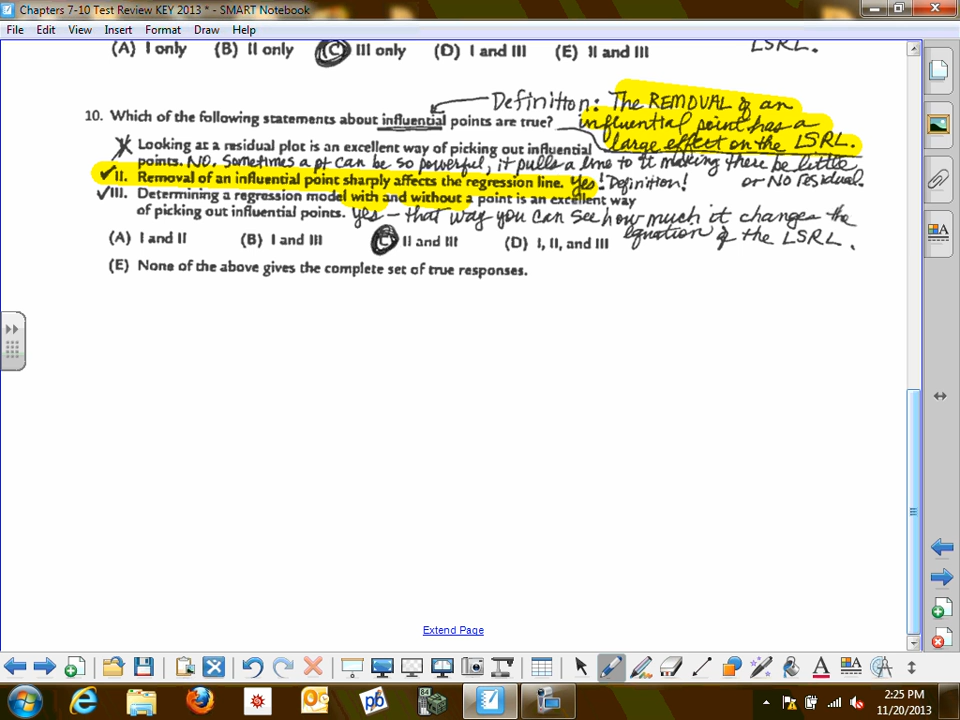 Chapters 7-10 Test Review KEY 2013 * - SMART Notebook
File Edit View Insert Format Draw Help
(A) I only (B) II only (C) III only (D) I and III (E) II and III
LSRL.
Definition: The REMOVAL of an
influential point has a
large effect on the LSRL.
10. Which of the following statements about influential points are true?
Looking at a residual plot is an excellent way of picking out influential
points. NO. Sometimes a pt can be so powerful, it pulls a line to it making there be little
or NO residual.
II. Removal of an influential point sharply affects the regression line. Yes! Definition!
III. Determining a regression model with and without a point is an excellent way
of picking out influential points. yes - that way you can see how much it changes the
equation of the LSRL.
(A) I and II (B) I and III (C) II and III (D) I, II, and III
(E) None of the above gives the complete set of true responses.
Extend Page
2:25 PM
11/20/2013